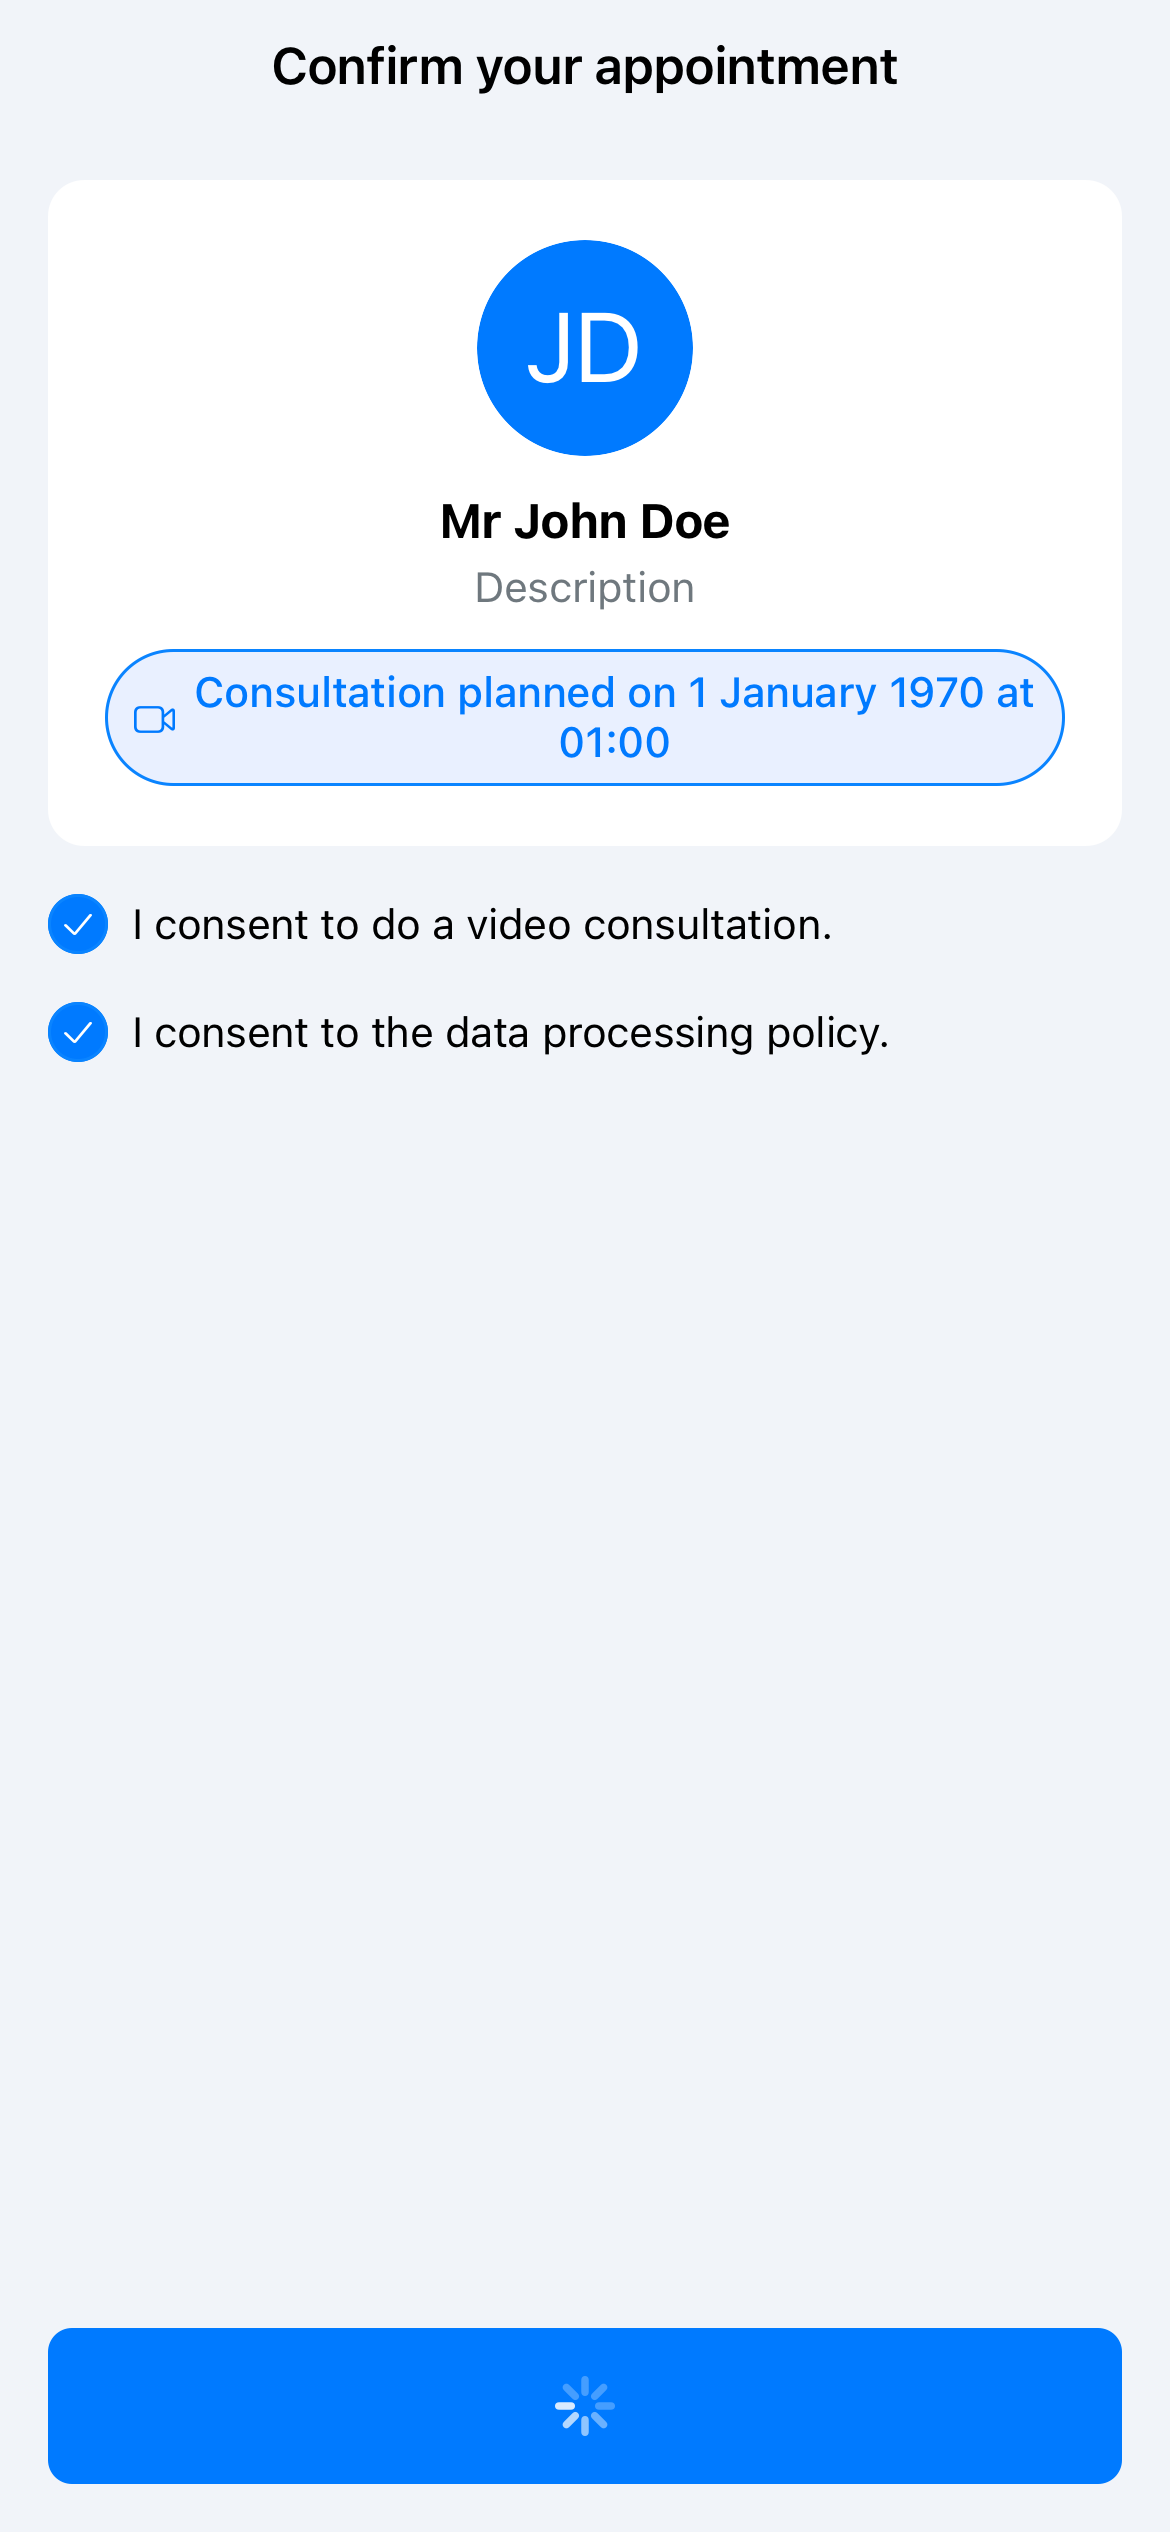 Confirm your appointment
JD
Mr John Doe
Description
Consultation planned on 1 January 1970 at
01:00
I consent to do a video consultation.
I consent to the data processing policy.